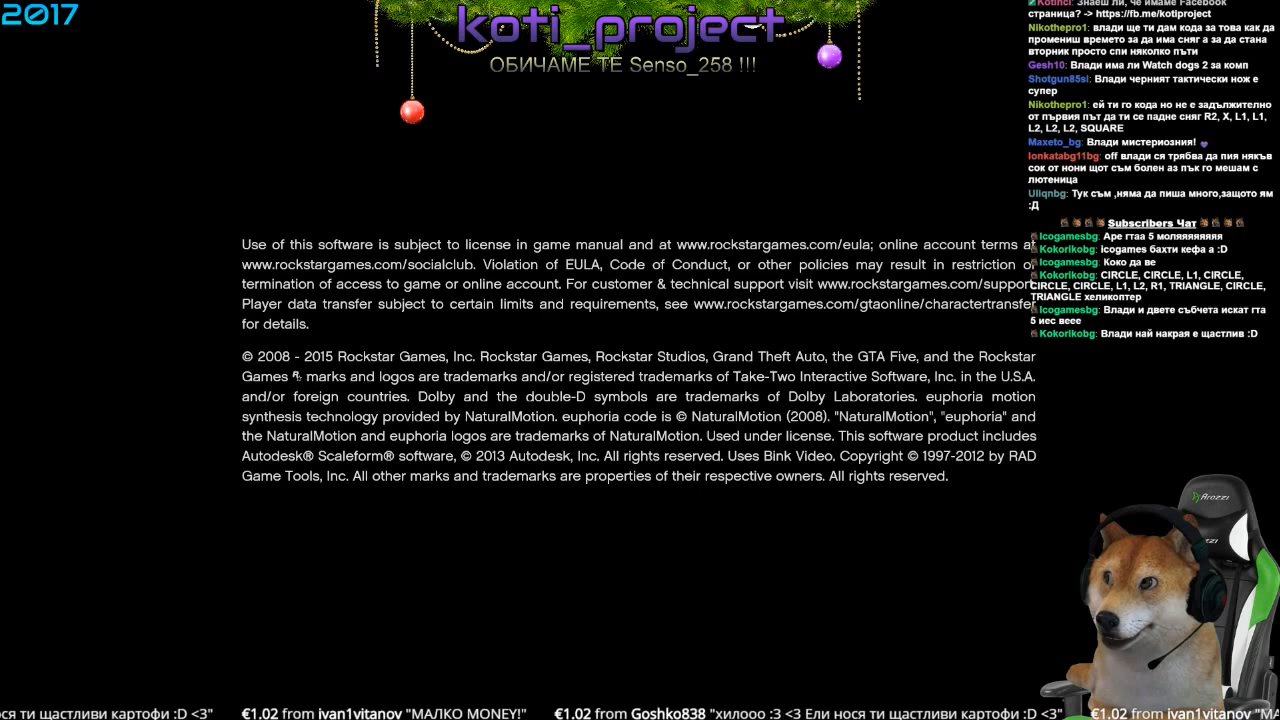 2017
koti_project
ОБИЧАМЕ ТЕ Senso_258 !!!
Kotinci: Знаеш ли, че имаме Facebook
страница? -> https://fb.me/kotiproject
Nikothepro1: влади ще ти дам кода за това как да
промениш времето за да има сняг а за да стана
вторник просто спи няколко пъти
Gesh10: Влади има ли Watch dogs 2 за комп
Shotgun85sl: Влади черният тактически нож е
супер
Nikothepro1: ей ти го кода но не е задължително
от първия път да ти се падне сняг R2, X, L1, L1,
L2, L2, L2, SQUARE
Maxeto_bg: Влади мистериозния!
Ionkatabg11bg: off влади ся трябва да пия някъв
сок от нони щот съм болен аз пък го мешам с
лютеница
Uliqnbg: Тук съм ,няма да пиша много,защото ям
:Д
Subscribers Чат
Icogamesbg: Аре гтаа 5 моляяяяяяяя
Kokorikobg: icogames бахти кефа а :D
Icogamesbg: Коко да ве
Kokorikobg: CIRCLE, CIRCLE, L1, CIRCLE,
CIRCLE, CIRCLE, L1, L2, R1, TRIANGLE, CIRCLE,
TRIANGLE хеликоптер
Icogamesbg: Влади и двете събчета искат гта
5 иес веее
Kokorikobg: Влади най накрая е щастлив :D
Use of this software is subject to license in game manual and at www.rockstargames.com/eula; online account terms at
www.rockstargames.com/socialclub. Violation of EULA, Code of Conduct, or other policies may result in restriction or
termination of access to game or online account. For customer & technical support visit www.rockstargames.com/support.
Player data transfer subject to certain limits and requirements, see www.rockstargames.com/gtaonline/charactertransfer
for details.
© 2008 - 2015 Rockstar Games, Inc. Rockstar Games, Rockstar Studios, Grand Theft Auto, the GTA Five, and the Rockstar
Games R* marks and logos are trademarks and/or registered trademarks of Take-Two Interactive Software, Inc. in the U.S.A.
and/or foreign countries. Dolby and the double-D symbols are trademarks of Dolby Laboratories. euphoria motion
synthesis technology provided by NaturalMotion. euphoria code is © NaturalMotion (2008). "NaturalMotion", "euphoria" and
the NaturalMotion and euphoria logos are trademarks of NaturalMotion. Used under license. This software product includes
Autodesk® Scaleform® software, © 2013 Autodesk, Inc. All rights reserved. Uses Bink Video. Copyright © 1997-2012 by RAD
Game Tools, Inc. All other marks and trademarks are properties of their respective owners. All rights reserved.
Arozzi
ZZI
ося ти щастливи картофи :D <3" €1.02 from ivan1vitanov "МАЛКО MONEY!" €1.02 from Goshko838 "хилооо :3 <3 Ели нося ти щастливи картофи :D <3" €1.02 from ivan1vitanov "МА